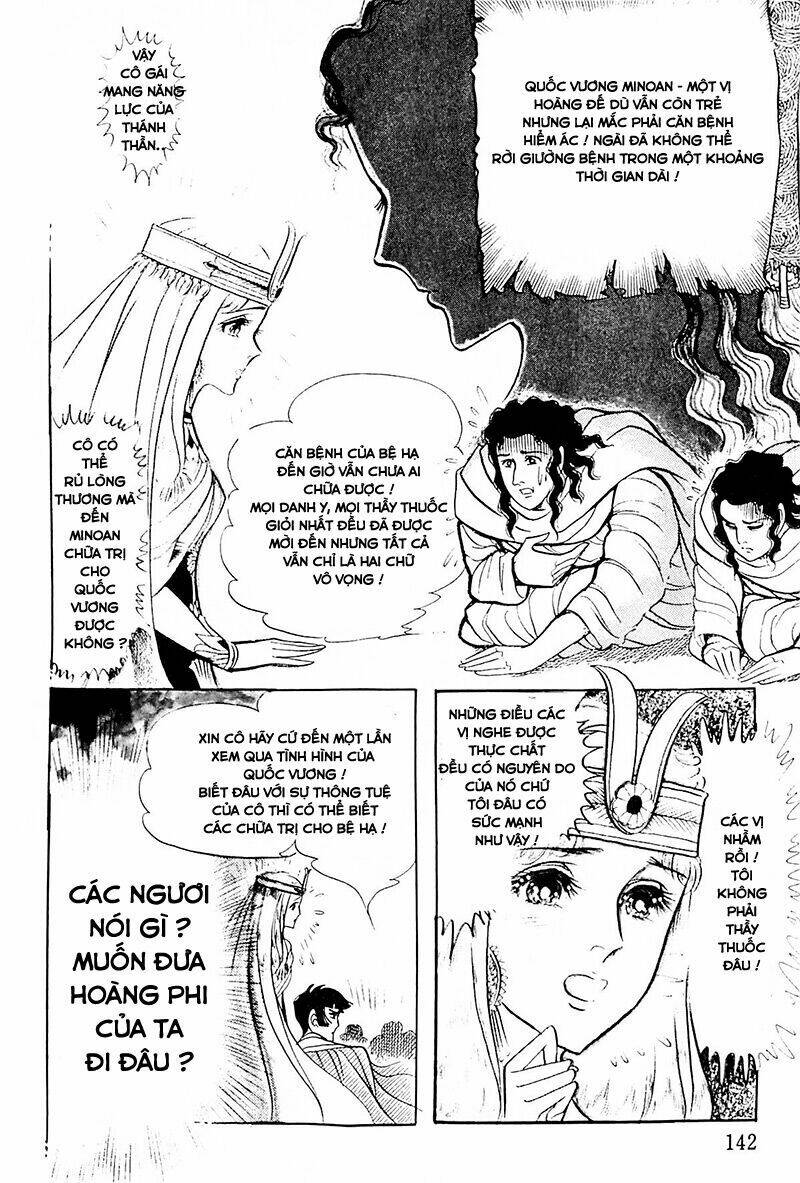 QUỐC VƯƠNG MINOAN - MỘT VỊ
HOÀNG ĐẾ DÙ VẪN CÒN TRẺ
NHƯNG LẠI MẮC PHẢI CĂN BỆNH
HIỂM ÁC ! NGÀI ĐÃ KHÔNG THỂ
RỜI GIƯỜNG BỆNH TRONG MỘT KHOẢNG
THỜI GIAN DÀI !
VẬY
CÔ GÁI
MANG NĂNG
LỰC CỦA
THÁNH
THẦN...
CĂN BỆNH CỦA BỆ HẠ
ĐẾN GIỜ VẪN CHƯA AI
CHỮA ĐƯỢC !
MỌI DANH Y, MỌI THẦY THUỐC
GIỎI NHẤT ĐỀU ĐÃ ĐƯỢC
MỜI ĐẾN NHƯNG TẤT CẢ
VẪN CHỈ LÀ HAI CHỮ
VÔ VỌNG !
CÔ CÓ
THỂ
RỦ LÒNG
THƯƠNG MÀ
ĐẾN
MINOAN
CHỮA TRỊ
CHO
QUỐC
VƯƠNG
ĐƯỢC
KHÔNG ?
XIN CÔ HÃY CỨ ĐẾN MỘT LẦN
XEM QUA TÌNH HÌNH CỦA
QUỐC VƯƠNG !
BIẾT ĐÂU VỚI SỰ THÔNG TUỆ
CỦA CÔ THÌ CÓ THỂ BIẾT
CÁC CHỮA TRỊ CHO BỆ HẠ !
CÁC NGƯƠI
NÓI GÌ ?
MUỐN ĐƯA
HOÀNG PHI
CỦA TA
ĐI ĐÂU ?
NHỮNG ĐIỀU CÁC
VỊ NGHE ĐƯỢC
THỰC CHẤT
ĐỀU CÓ NGUYÊN DO
CỦA NÓ CHỨ
TÔI ĐÂU CÓ
SỨC MẠNH
NHƯ VẬY !
CÁC VỊ
NHẦM
RỒI !
TÔI
KHÔNG
PHẢI
THẦY
THUỐC
ĐÂU !
142